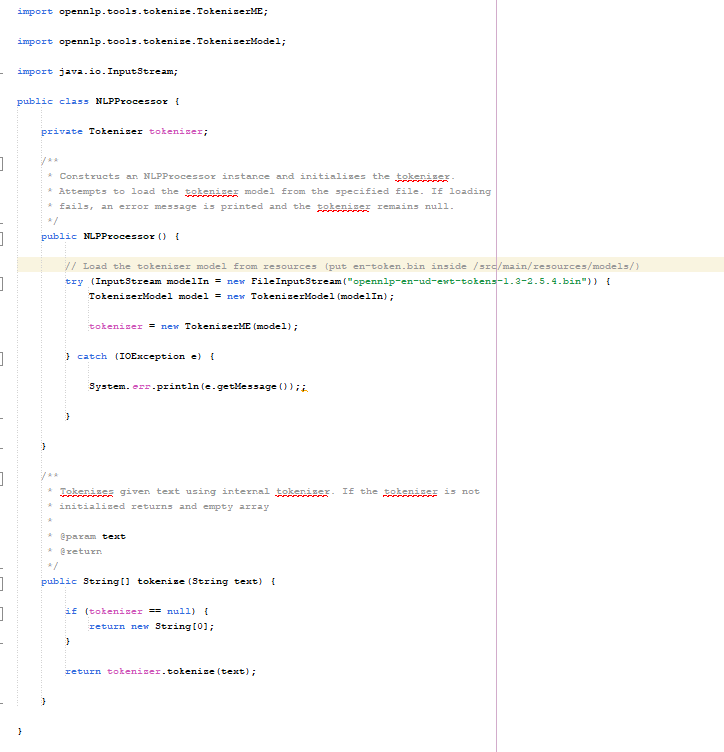 import opennlp.tools.tokenize.TokenizerME;
import opennlp.tools.tokenize.TokenizerModel;
import java.io.InputStream;
public class NLPProcessor {
private Tokenizer tokenizer;
/**
* Constructs an NLPProcessor instance and initializes the tokenizer.
* Attempts to load the tokenizer model from the specified file. If loading
* fails, an error message is printed and the tokenizer remains null.
*/
public NLPProcessor() {
// Load the tokenizer model from resources (put en-token.bin inside /src/main/resources/models/)
try (InputStream modelIn = new FileInputStream("opennlp-en-ud-ewt-tokens-1.3-2.5.4.bin")) {
TokenizerModel model = new TokenizerModel(modelIn);
tokenizer = new TokenizerME(model);
} catch (IOException e) {
System.err.println(e.getMessage());;
}
}
/**
* Tokenizes given text using internal tokenizer. If the tokenizer is not
* initialized returns and empty array
*
* @param text
* @return
*/
public String[] tokenize(String text) {
if (tokenizer == null) {
return new String[0];
}
return tokenizer.tokenize(text);
}
}